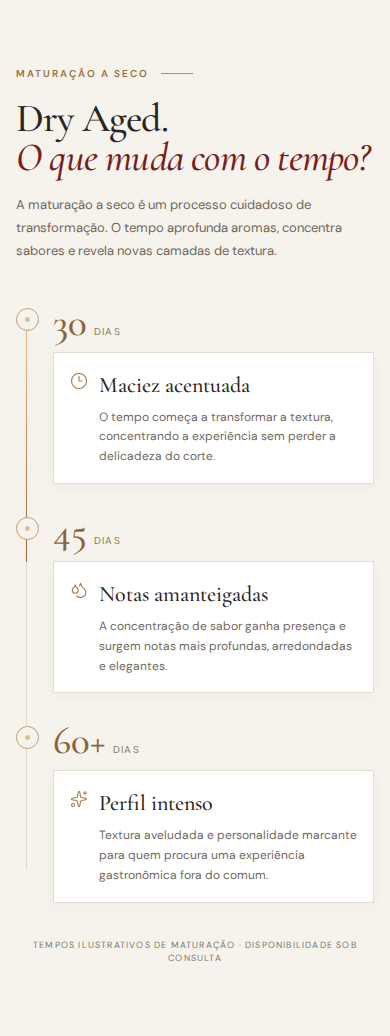 MATURAÇÃO A SECO
Dry Aged.
O que muda com o tempo?
A maturação a seco é um processo cuidadoso de
transformação. O tempo aprofunda aromas, concentra
sabores e revela novas camadas de textura.
30 DIAS
Maciez acentuada
O tempo começa a transformar a textura,
concentrando a experiência sem perder a
delicadeza do corte.
45 DIAS
Notas amanteigadas
A concentração de sabor ganha presença e
surgem notas mais profundas, arredondadas
e elegantes.
60+ DIAS
Perfil intenso
Textura aveludada e personalidade marcante
para quem procura uma experiência
gastronômica fora do comum.
TEMPOS ILUSTRATIVOS DE MATURAÇÃO · DISPONIBILIDADE SOB
CONSULTA